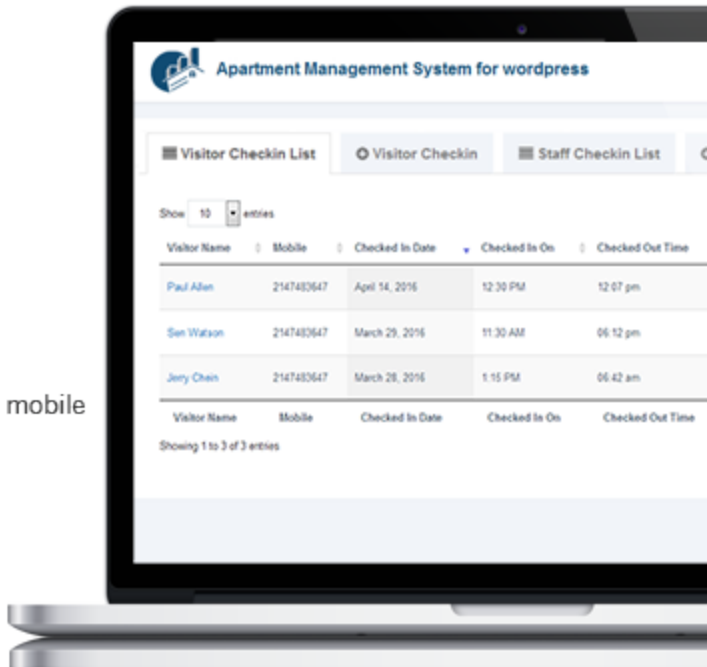 Apartment Management System for wordpress
Visitor Checkin List Visitor Checkin Staff Checkin List
Show 10 entries
Visitor Name Mobile Checked In Date Checked In On Checked Out Time
Paul Allen 2147483647 April 14, 2016 12:30 PM 12:07 pm
Sen Watson 2147483647 March 29, 2016 11:30 AM 06:12 pm
Jerry Chein 2147483647 March 28, 2016 1:15 PM 06:42 am
mobile
Visitor Name Mobile Checked In Date Checked In On Checked Out Time
Showing 1 to 3 of 3 entries